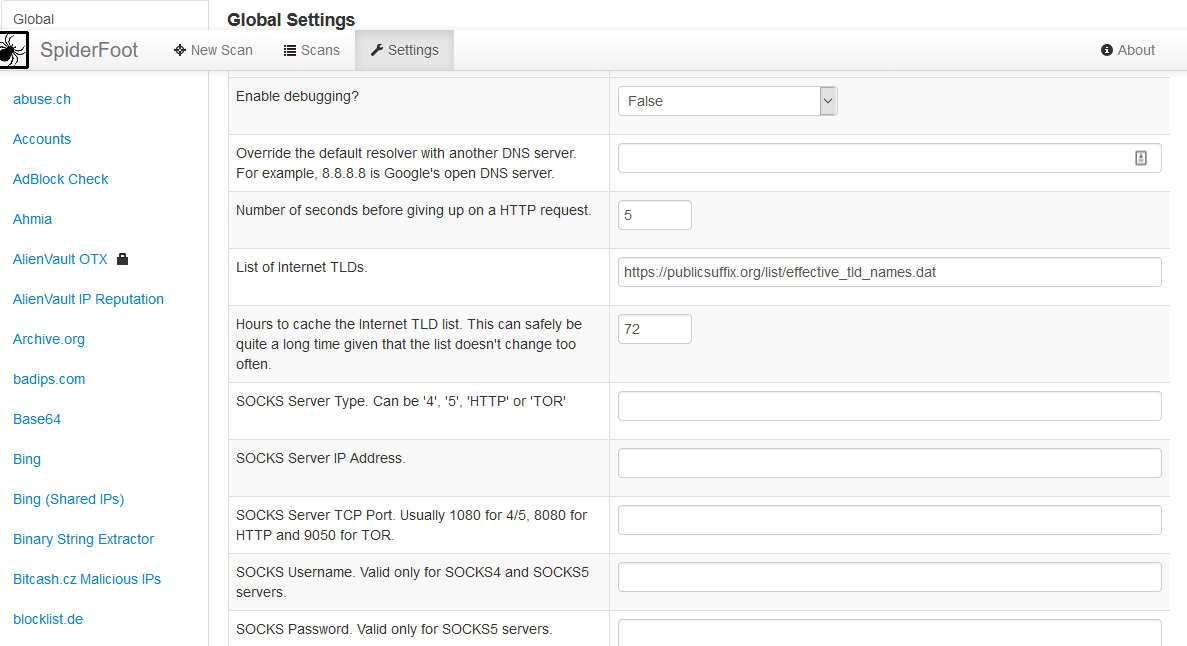 Global
Global Settings
SpiderFoot
New Scan
Scans
Settings
About
abuse.ch
Accounts
AdBlock Check
Ahmia
AlienVault OTX
AlienVault IP Reputation
Archive.org
badips.com
Base64
Bing
Bing (Shared IPs)
Binary String Extractor
Bitcash.cz Malicious IPs
blocklist.de
Enable debugging?
False
Override the default resolver with another DNS server.
For example, 8.8.8.8 is Google's open DNS server.
Number of seconds before giving up on a HTTP request.
5
List of Internet TLDs.
https://publicsuffix.org/list/effective_tld_names.dat
Hours to cache the Internet TLD list. This can safely be
quite a long time given that the list doesn't change too
often.
72
SOCKS Server Type. Can be '4', '5', 'HTTP' or 'TOR'
SOCKS Server IP Address.
SOCKS Server TCP Port. Usually 1080 for 4/5, 8080 for
HTTP and 9050 for TOR.
SOCKS Username. Valid only for SOCKS4 and SOCKS5
servers.
SOCKS Password. Valid only for SOCKS5 servers.